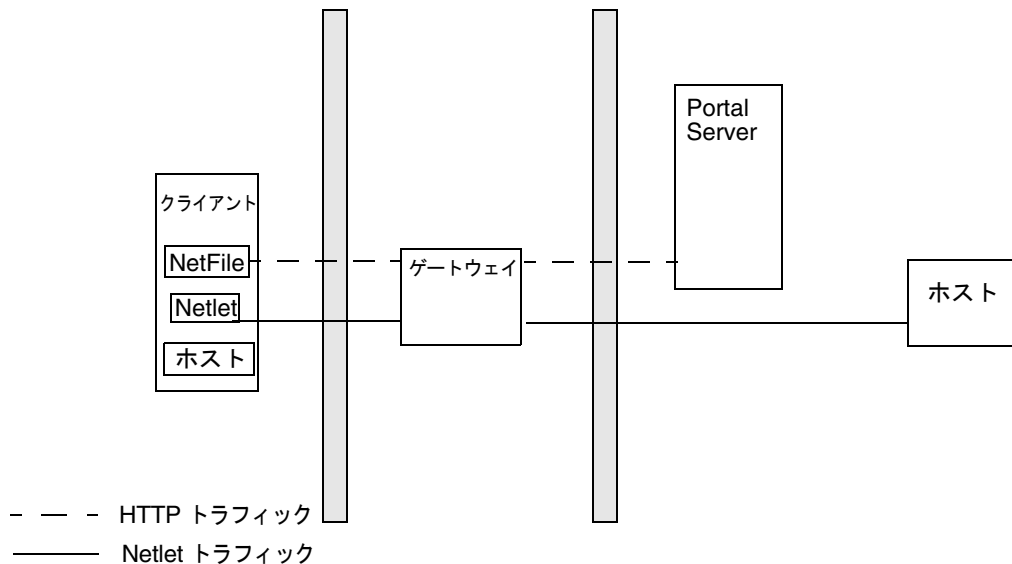 Portal
Server
クライアント
NetFile
ゲートウェイ
Netlet
ホスト
ホスト
HTTP トラフィック
Netlet トラフィック